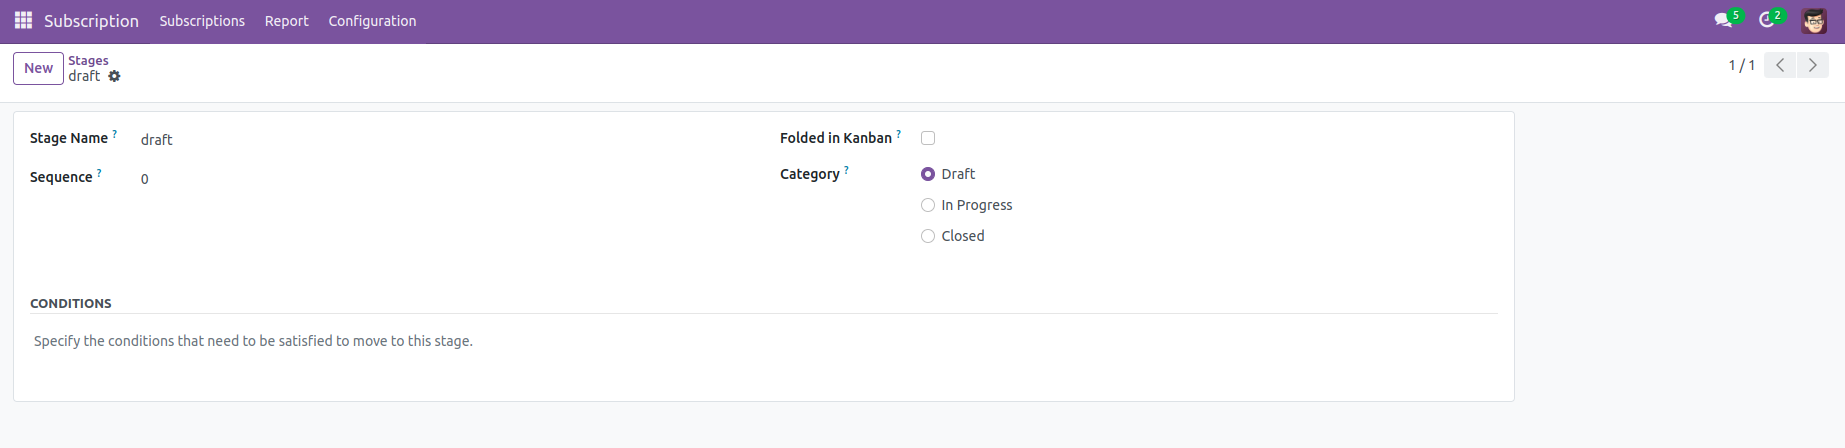 Subscription Subscriptions Report Configuration 5 2
New Stages 1 / 1
draft
Stage Name ? draft Folded in Kanban ?
Sequence ? 0 Category ? Draft
In Progress
Closed
CONDITIONS
Specify the conditions that need to be satisfied to move to this stage.